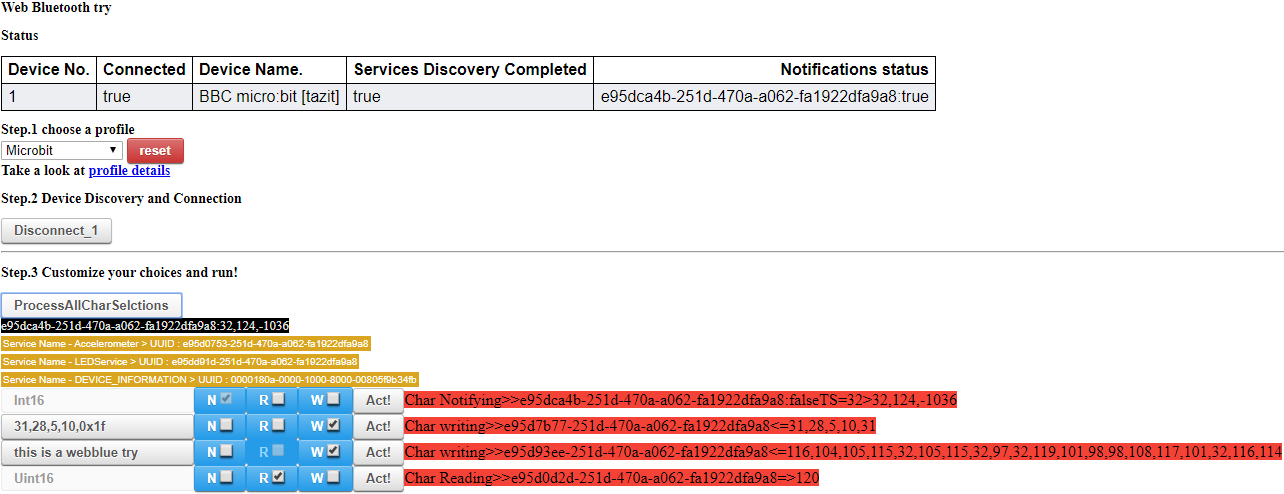 Web Bluetooth try
Status
Device No. Connected Device Name. Services Discovery Completed Notifications status
1 true BBC micro:bit [tazit] true e95dca4b-251d-470a-a062-fa1922dfa9a8:true
Step.1 choose a profile
Microbit reset
Take a look at profile details
Step.2 Device Discovery and Connection
Disconnect_1
Step.3 Customize your choices and run!
ProcessAllCharSelctions
e95dca4b-251d-470a-a062-fa1922dfa9a8:32,124,-1036
Service Name - Accelerometer > UUID : e95d0753-251d-470a-a062-fa1922dfa9a8
Service Name - LEDService > UUID : e95dd91d-251d-470a-a062-fa1922dfa9a8
Service Name - DEVICE_INFORMATION > UUID : 0000180a-0000-1000-8000-00805f9b34fb
Int16 N R W Act! Char Notifying>>e95dca4b-251d-470a-a062-fa1922dfa9a8:falseTS=32>32,124,-1036
31,28,5,10,0x1f N R W Act! Char writing>>e95d7b77-251d-470a-a062-fa1922dfa9a8<=31,28,5,10,31
this is a webblue try N R W Act! Char writing>>e95d93ee-251d-470a-a062-fa1922dfa9a8<=116,104,105,115,32,105,115,32,97,32,119,101,98,98,108,117,101,32,116,114
Uint16 N R W Act! Char Reading>>e95d0d2d-251d-470a-a062-fa1922dfa9a8=>120